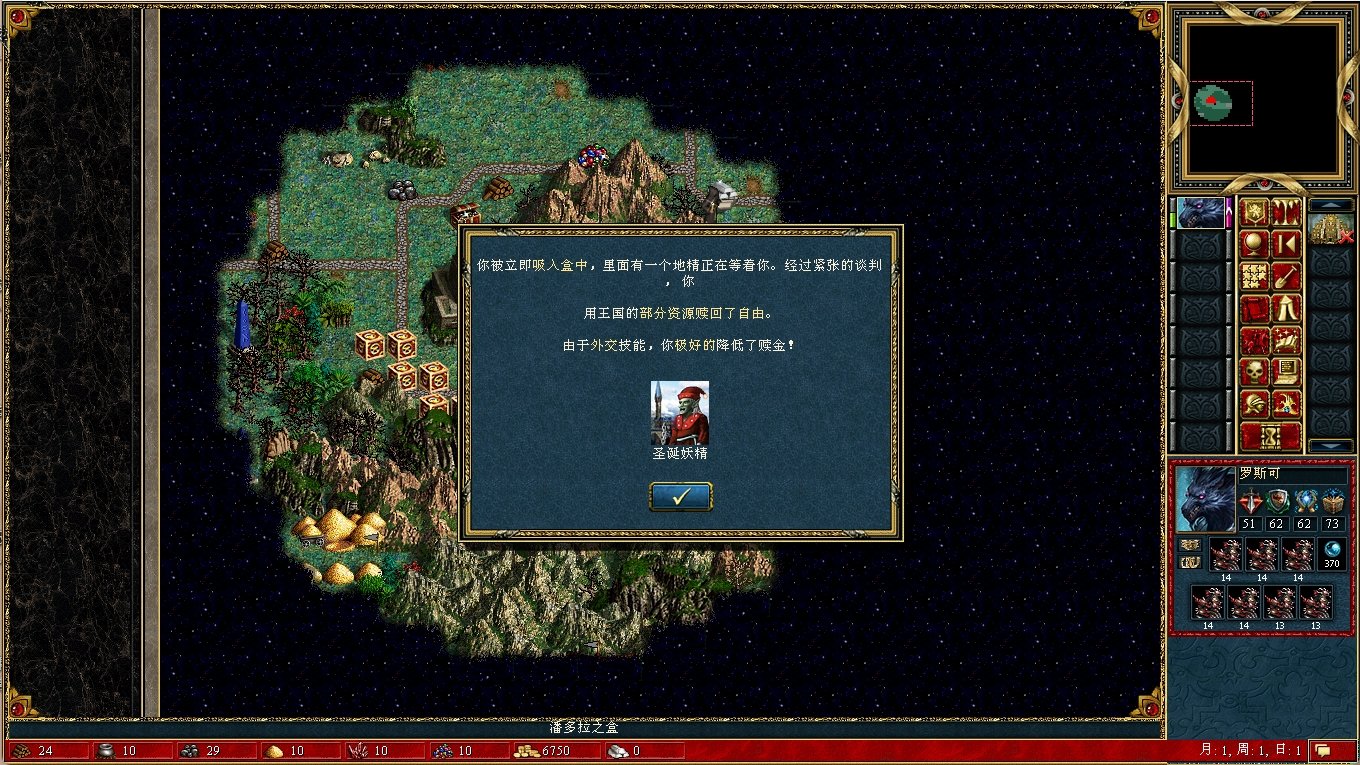 你被立即吸入盒中，里面有一个地精正在等着你。经过紧张的谈判
，你
用王国的部分资源赎回了自由。
由于外交技能，你极好的降低了赎金！
圣诞妖精
罗斯可
51 62 62 73
370
14 14 14
14 14 13 13
潘多拉之盒
24 10 29 10 10 10 6750 0
月: 1, 周: 1, 日: 1